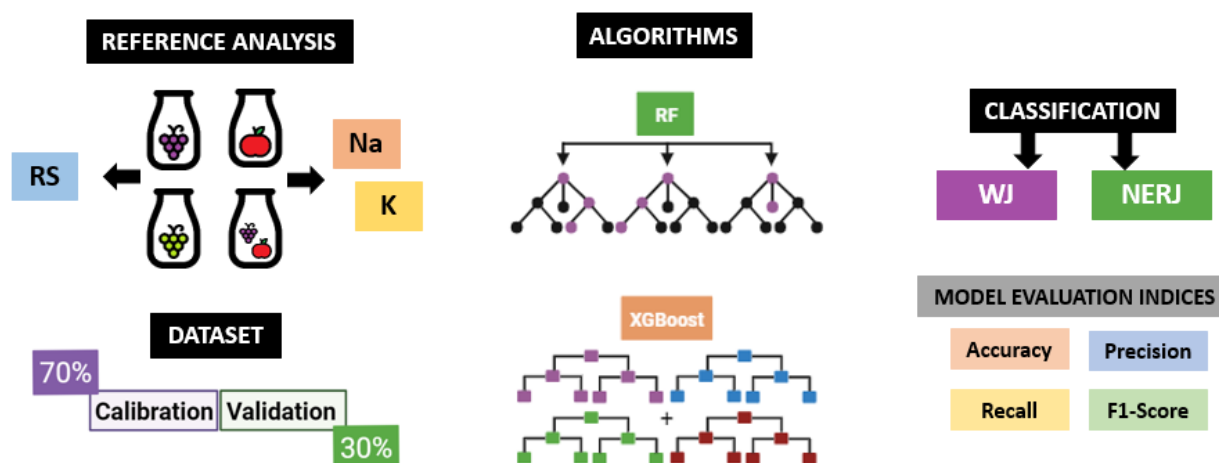 REFERENCE ANALYSIS
RS
Na
K
DATASET
70%
Calibration Validation
30%
ALGORITHMS
RF
XGBoost
+
CLASSIFICATION
WJ
NERJ
MODEL EVALUATION INDICES
Accuracy
Precision
Recall
F1-Score